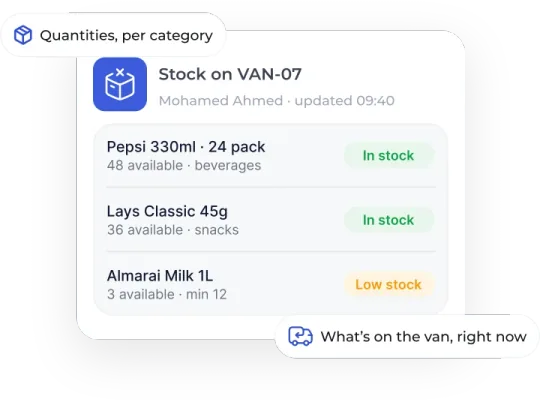 Quantities, per category
Stock on VAN-07
Mohamed Ahmed · updated 09:40
Pepsi 330ml · 24 pack
48 available · beverages
In stock
Lays Classic 45g
36 available · snacks
In stock
Almarai Milk 1L
3 available · min 12
Low stock
What's on the van, right now